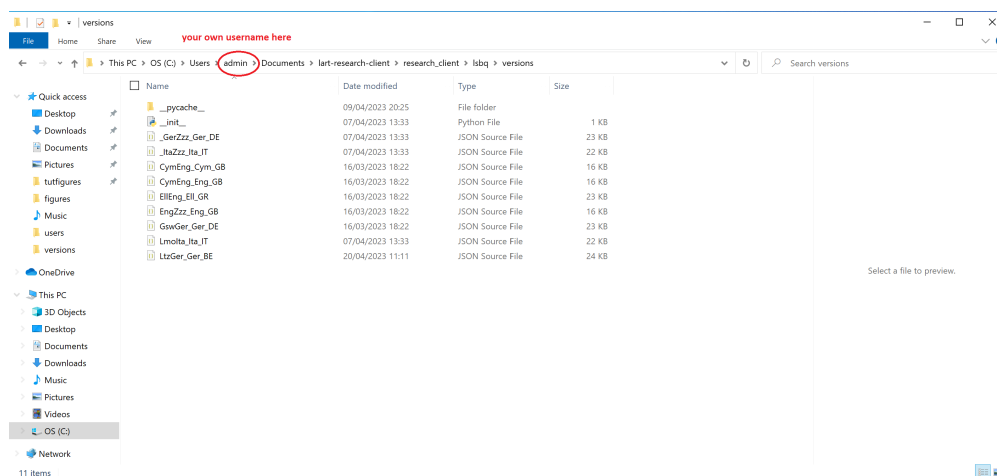 versions
File Home Share View your own username here
This PC > OS (C:) > Users > admin > Documents > lart-research-client > research_client > lsbq > versions
Search versions
Name Date modified Type Size
Quick access
Desktop
Downloads
Documents
Pictures
tutfigures
figures
Music
users
versions
OneDrive
This PC
3D Objects
Desktop
Documents
Downloads
Music
Pictures
Videos
OS (C:)
Network
__pycache__ 09/04/2023 20:25 File folder
__init__ 07/04/2023 13:33 Python File 1 KB
_GerZzz_Ger_DE 07/04/2023 13:33 JSON Source File 23 KB
_ItaZzz_Ita_IT 07/04/2023 13:33 JSON Source File 22 KB
CymEng_Cym_GB 16/03/2023 18:22 JSON Source File 16 KB
CymEng_Eng_GB 16/03/2023 18:22 JSON Source File 16 KB
EllEng_Ell_GR 16/03/2023 18:22 JSON Source File 23 KB
EngZzz_Eng_GB 16/03/2023 18:22 JSON Source File 16 KB
GswGer_Ger_DE 16/03/2023 18:22 JSON Source File 23 KB
LmoIta_Ita_IT 07/04/2023 13:33 JSON Source File 22 KB
LtzGer_Ger_BE 20/04/2023 11:11 JSON Source File 24 KB
Select a file to preview.
11 items